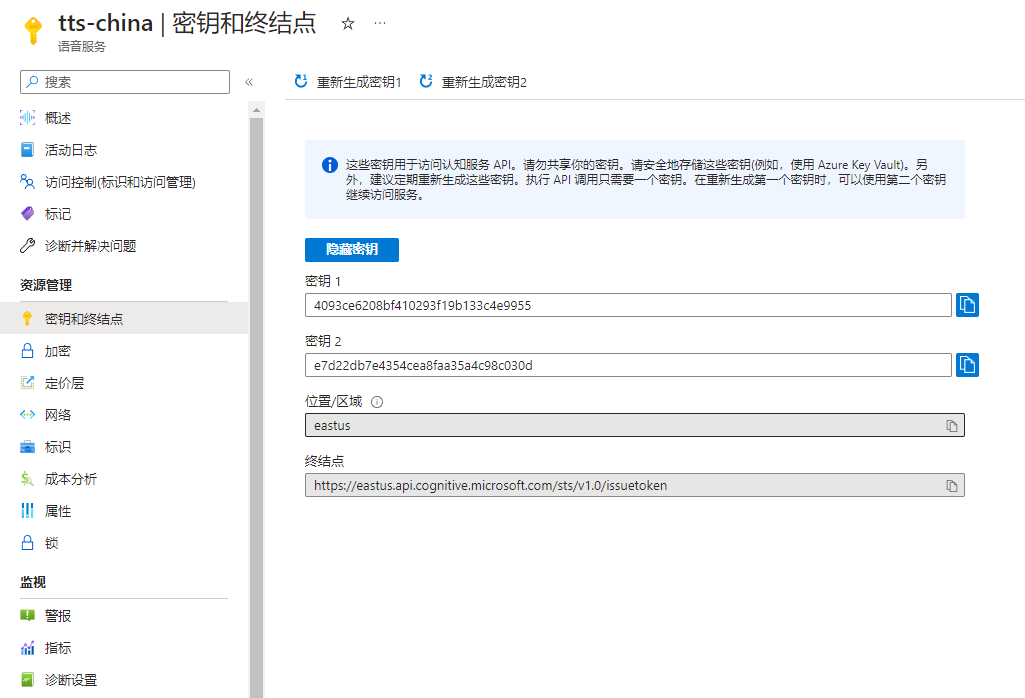 tts-china | 密钥和终结点
语音服务
搜索
重新生成密钥1 重新生成密钥2
概述
活动日志
访问控制(标识和访问管理)
标记
诊断并解决问题
资源管理
密钥和终结点
加密
定价层
网络
标识
成本分析
属性
锁
监视
警报
指标
诊断设置
这些密钥用于访问认知服务 API。请勿共享你的密钥。请安全地存储这些密钥(例如，使用 Azure Key Vault)。另
外，建议定期重新生成这些密钥。执行 API 调用只需要一个密钥。在重新生成第一个密钥时，可以使用第二个密钥
继续访问服务。
隐藏密钥
密钥 1
4093ce6208bf410293f19b133c4e9955
密钥 2
e7d22db7e4354cea8faa35a4c98c030d
位置/区域
eastus
终结点
https://eastus.api.cognitive.microsoft.com/sts/v1.0/issuetoken